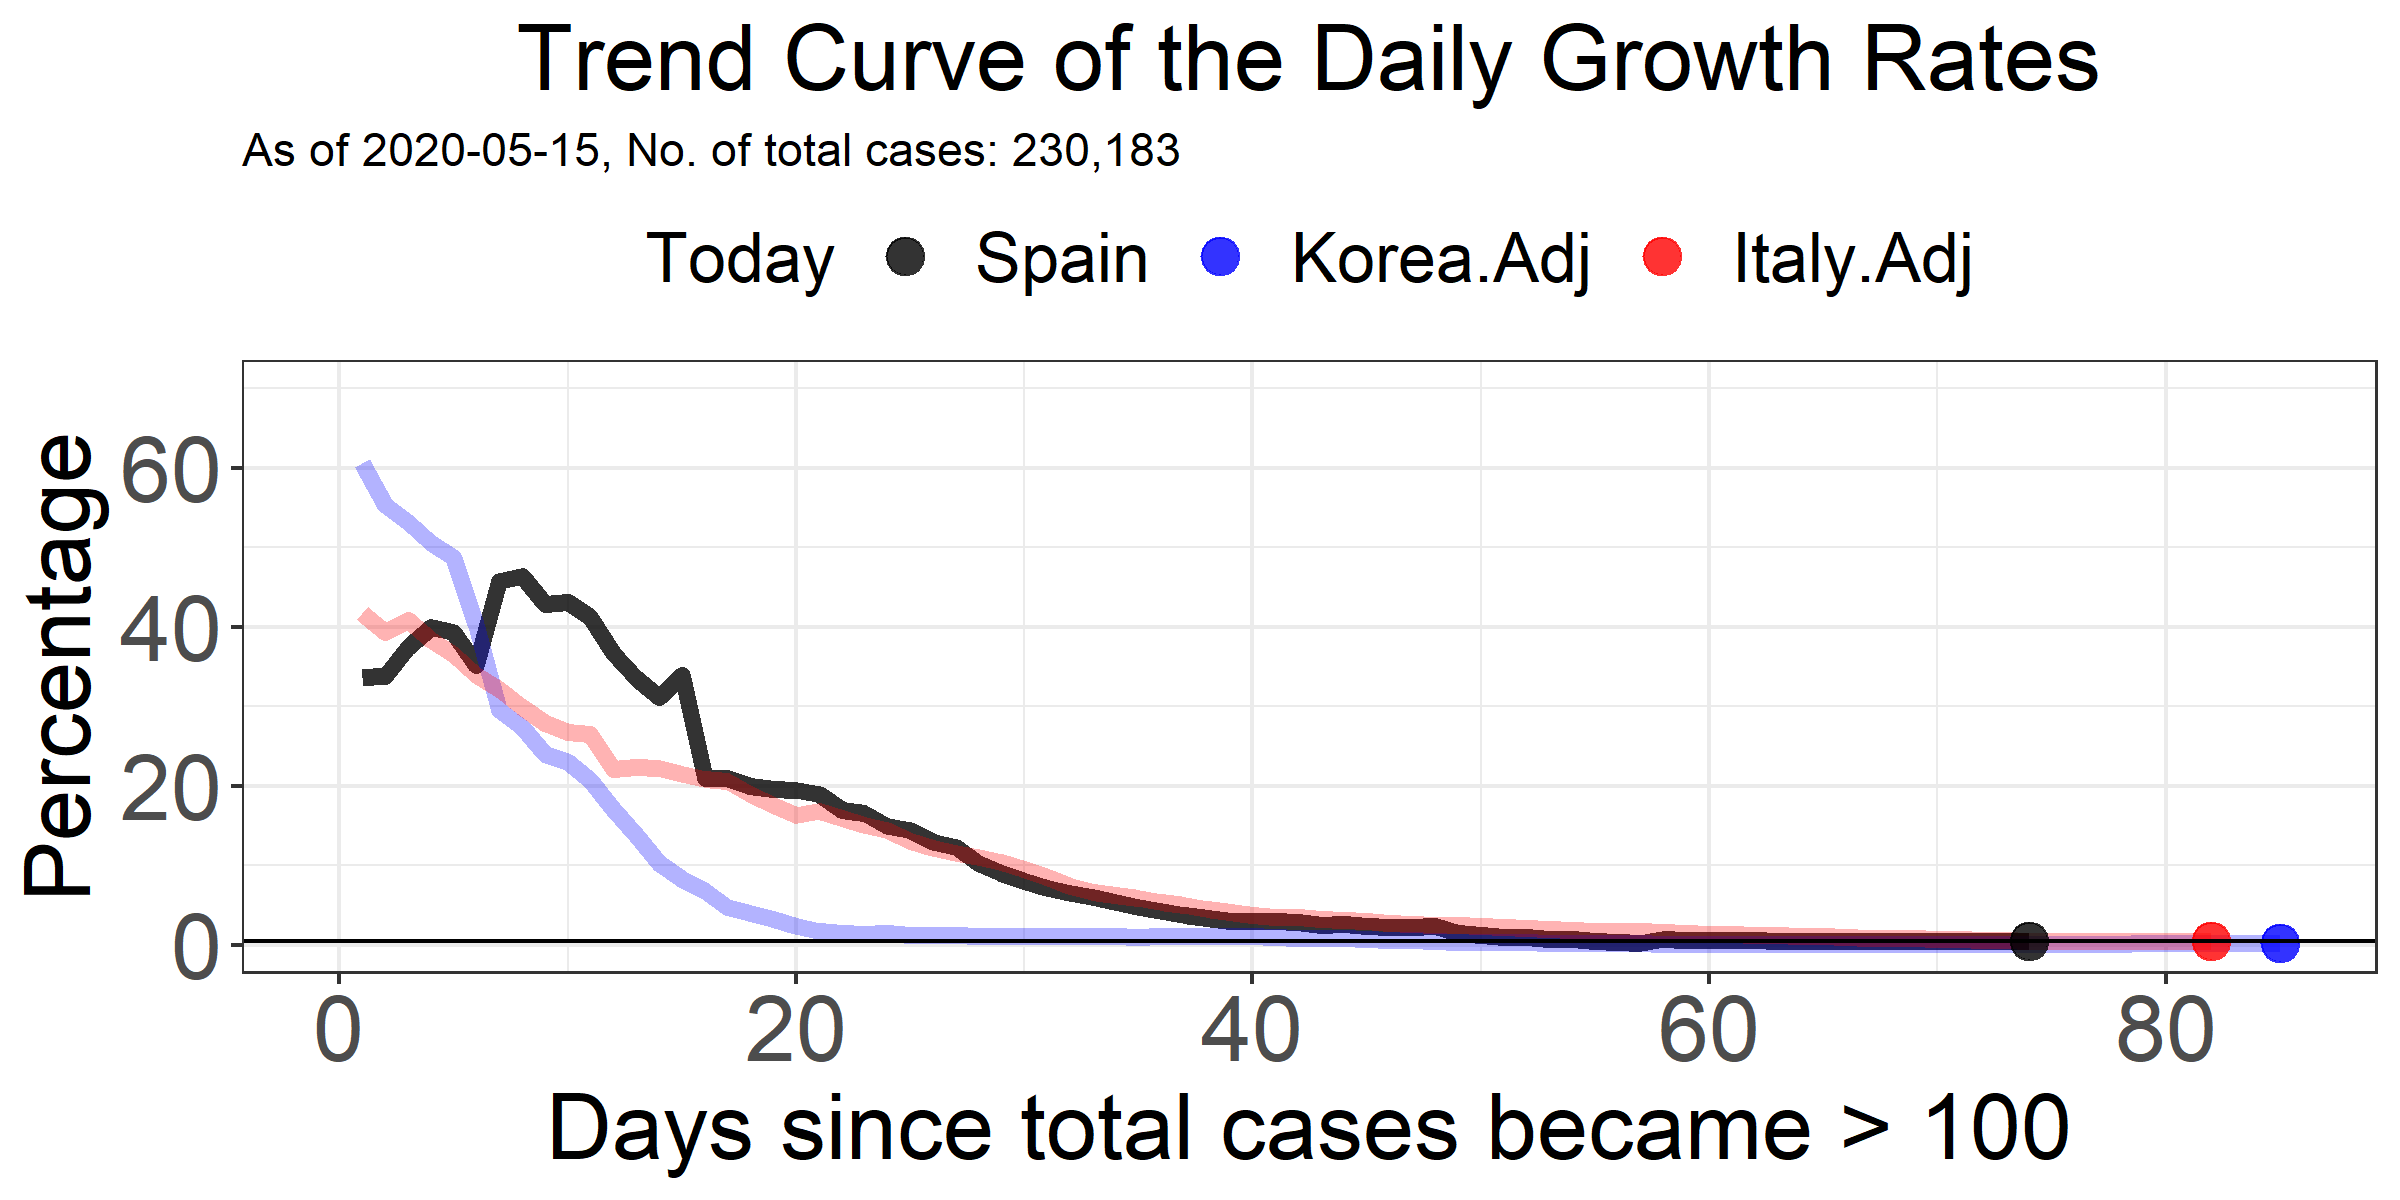 Trend Curve of the Daily Growth Rates
As of 2020-05-15, No. of total cases: 230,183
Today Spain Korea.Adj Italy.Adj
Percentage
60
40
20
0
0 20 40 60 80
Days since total cases became > 100